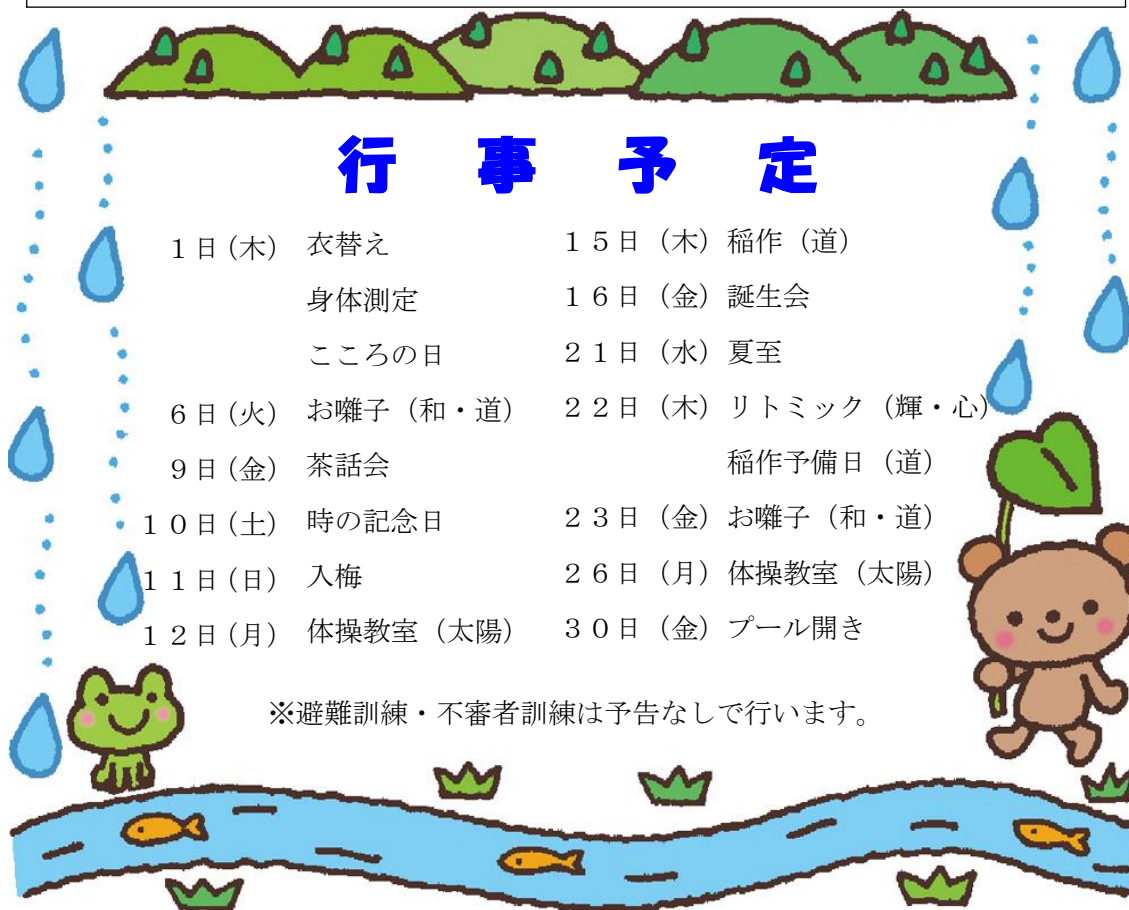 行事予定
1日(木) 衣替え
身体測定
こころの日
6日(火) お囃子(和・道)
9日(金) 茶話会
10日(土) 時の記念日
11日(日) 入梅
12日(月) 体操教室(太陽)
15日(木) 稲作(道)
16日(金) 誕生会
21日(水) 夏至
22日(木) リトミック(輝・心)
稲作予備日(道)
23日(金) お囃子(和・道)
26日(月) 体操教室(太陽)
30日(金) プール開き
※避難訓練・不審者訓練は予告なしで行います。